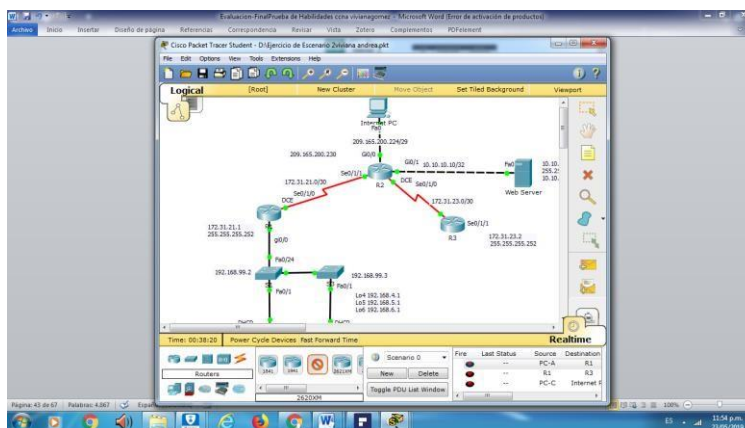 Evaluacion-FinalPrueba de Habilidades ccna vivianagomez - Microsoft Word (Error de activación de productos)
Archivo Inicio Insertar Diseño de página Referencias Correspondencia Revisar Vista Zotero Complementos PDFelement
Cisco Packet Tracer Student - D:\Ejercicio de Escenario 2viviana andrea.pkt
File Edit Options View Tools Extensions Help
Logical [Root] New Cluster Move Object Set Tiled Background Viewport
Internet PC
Fa0
209.165.200.224/29
209.165.200.230 Gi0/0
Gi0/1 10.10.10.10/32 Fa0 10.10.
Se0/1/1 R2 DCE Se0/1/0
10.10.
Web Server
172.31.21.0/30
Se0/1/0
DCE
172.31.23.0/30
Se0/1/1
R3
172.31.23.2
255.255.255.252
172.31.21.1
255.255.255.252
gi0/0
Fa0/24
192.168.99.2
192.168.99.3
Fa0/1
Fa0/1
Lo4 192.168.4.1
Lo5 192.168.5.1
Lo6 192.168.6.1
Time: 00:38:20 Power Cycle Devices Fast Forward Time Realtime
Routers
1841 1941 2621XM
2620XM
Scenario 0
New Delete
Toggle PDU List Window
Fire Last Status Source Destination
-- PC-A R1
-- R1 R3
-- PC-C Internet P
Página: 43 de 67 Palabras: 4.867 100%
ES 11:54 p.m.